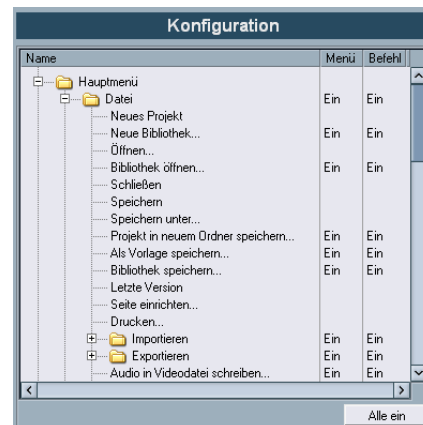 Konfiguration
Name Menü Befehl
Hauptmenü
Datei Ein Ein
Neues Projekt
Neue Bibliothek... Ein Ein
Öffnen...
Bibliothek öffnen... Ein Ein
Schließen
Speichern
Speichern unter...
Projekt in neuem Ordner speichern... Ein Ein
Als Vorlage speichern... Ein Ein
Bibliothek speichern... Ein Ein
Letzte Version
Seite einrichten...
Drucken...
Importieren Ein Ein
Exportieren Ein Ein
Audio in Videodatei schreiben... Ein Ein
Alle ein